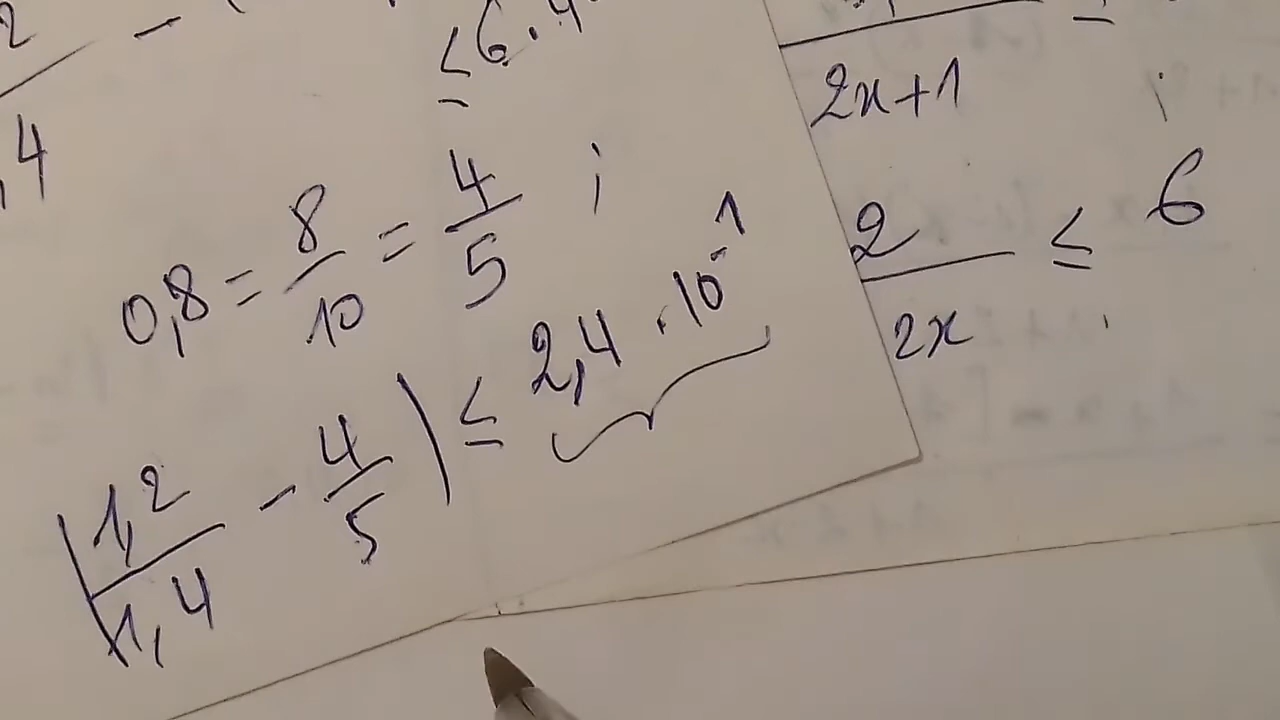 ≤ 6.4
0,8 = 8/10 = 4/5 ;
|1,2/1,4 - 4/5| ≤ 2,4 . 10^-1
2x+1
2/2x ≤ 6